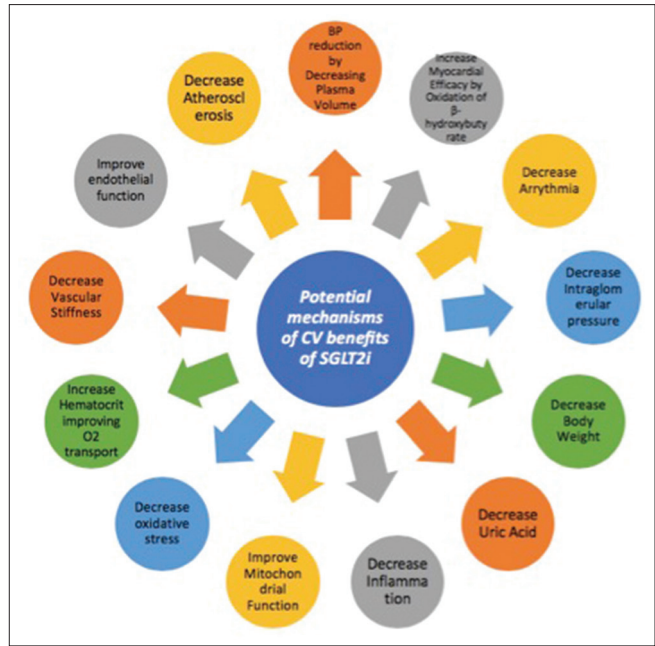 Potential
mechanisms
of CV benefits
of SGLT2i
BP
reduction by
Decreasing
Plasma
Volume
Increase
Myocardial
Efficacy by
Oxidation of
β-
hydroxybuty
rate
Decrease
Arrythmia
Decrease
Intraglom
erular
pressure
Decrease
Body
Weight
Decrease
Uric Acid
Decrease
Inflamma
tion
Improve
Mitochon
drial
Function
Decrease
oxidative
stress
Increase
Hematocrit
improving
O2
transport
Decrease
Vascular
Stiffness
Improve
endothelial
function
Decrease
Atheroscl
erosis